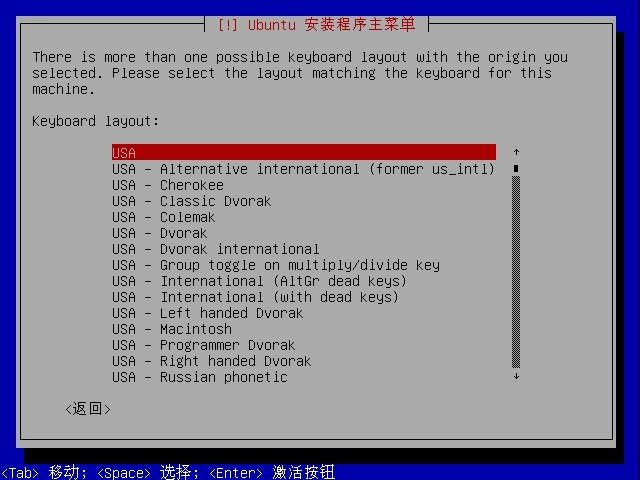 [!] Ubuntu 安装程序主菜单
There is more than one possible keyboard layout with the origin you
selected. Please select the layout matching the keyboard for this
machine.
Keyboard layout:
USA
USA - Alternative international (former us_intl)
USA - Cherokee
USA - Classic Dvorak
USA - Colemak
USA - Dvorak
USA - Dvorak international
USA - Group toggle on multiply/divide key
USA - International (AltGr dead keys)
USA - International (with dead keys)
USA - Left handed Dvorak
USA - Macintosh
USA - Programmer Dvorak
USA - Right handed Dvorak
USA - Russian phonetic
<返回>
<Tab> 移动; <Space> 选择; <Enter> 激活按钮